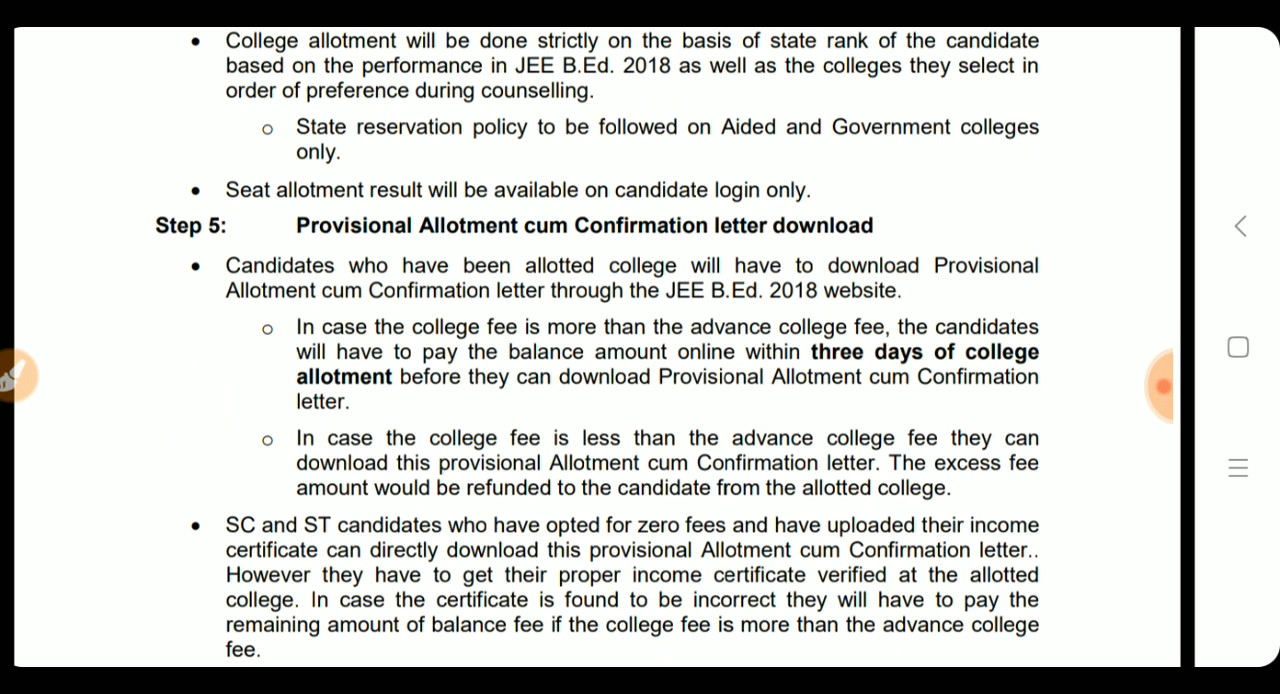 • College allotment will be done strictly on the basis of state rank of the candidate
based on the performance in JEE B.Ed. 2018 as well as the colleges they select in
order of preference during counselling.
o State reservation policy to be followed on Aided and Government colleges
only.
• Seat allotment result will be available on candidate login only.
Step 5: Provisional Allotment cum Confirmation letter download
• Candidates who have been allotted college will have to download Provisional
Allotment cum Confirmation letter through the JEE B.Ed. 2018 website.
o In case the college fee is more than the advance college fee, the candidates
will have to pay the balance amount online within three days of college
allotment before they can download Provisional Allotment cum Confirmation
letter.
o In case the college fee is less than the advance college fee they can
download this provisional Allotment cum Confirmation letter. The excess fee
amount would be refunded to the candidate from the allotted college.
• SC and ST candidates who have opted for zero fees and have uploaded their income
certificate can directly download this provisional Allotment cum Confirmation letter..
However they have to get their proper income certificate verified at the allotted
college. In case the certificate is found to be incorrect they will have to pay the
remaining amount of balance fee if the college fee is more than the advance college
fee.